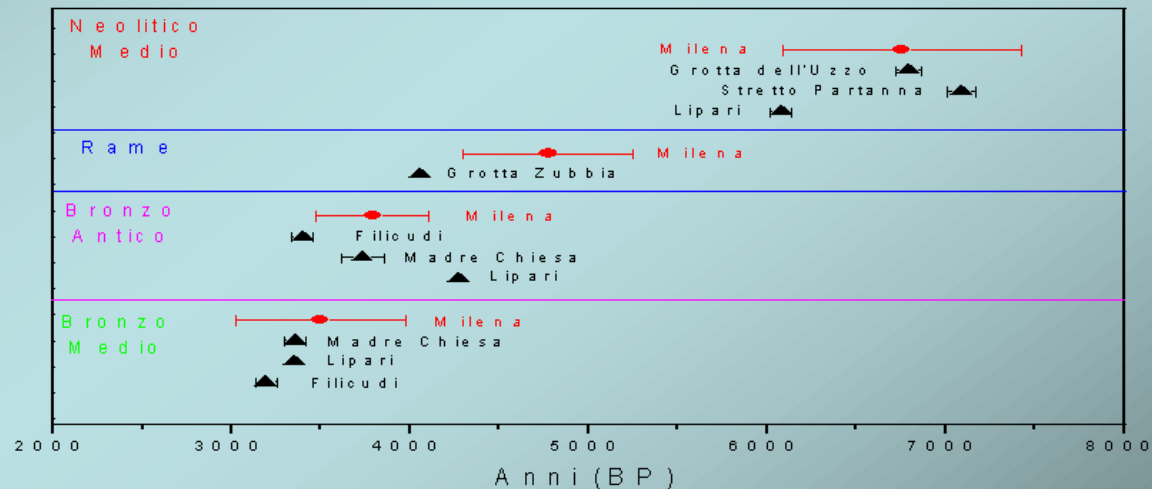 Neolitico
Medio
Milena
Grotta dell'Uzzo
Stretto Partanna
Lipari
Rame
Milena
Grotta Zubbia
Bronzo
Antico
Milena
Filicudi
Madre Chiesa
Lipari
Bronzo
Medio
Milena
Madre Chiesa
Lipari
Filicudi
2000 3000 4000 5000 6000 7000 8000
Anni(BP)